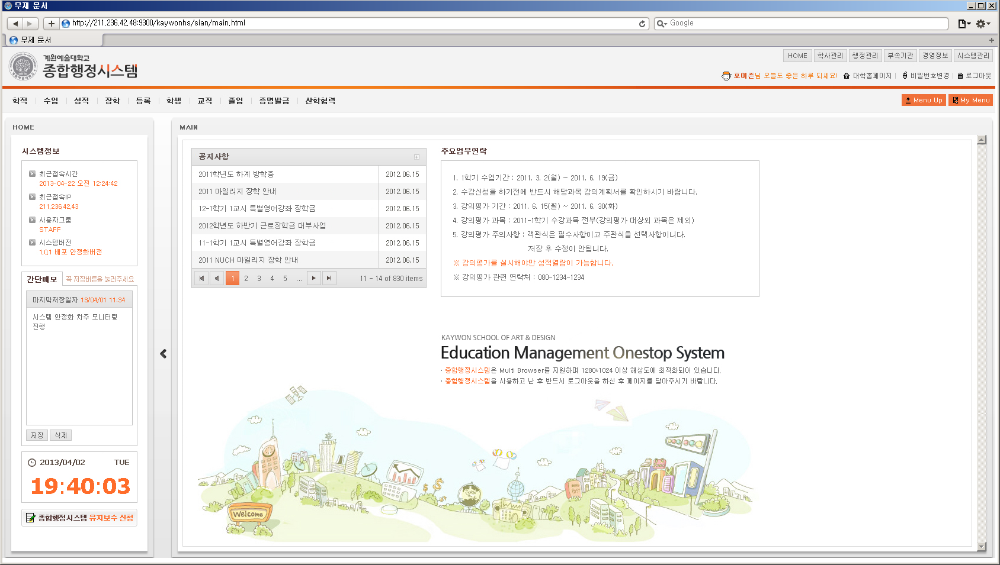 무제 문서
http://211.236.42.48:9300/kaywonhs/sian/main.html
Google
무제 문서
계원예술대학교
종합행정시스템
HOME 학사관리 행정관리 부속기관 경영정보 시스템관리
포이즌님 오늘도 좋은 하루 되세요! 대학홈페이지 비밀번호변경 로그아웃
학적 수업 성적 장학 등록 학생 교직 졸업 증명발급 산학협력
Menu Up My Menu
HOME
시스템정보
최근접속시간
2013-04-22 오전 12:24:42
최근접속IP
211.236.42.43
사용자그룹
STAFF
시스템버전
1.0.1 배포 안정화버전
간단메모 꼭 저장버튼을 눌러주세요
마지막저장일자 13/04/01 11:34
시스템 안정화 차주 모니터링
진행
저장 삭제
2013/04/02 TUE
19:40:03
종합행정시스템 유지보수 신청
MAIN
공지사항
2011학년도 하계 방학중 2012.06.15
2011 마일리지 장학 안내 2012.06.15
12-1학기 1교시 특별영어강좌 장학금 2012.06.15
2012학년도 하반기 근로장학금 대부사업 2012.06.15
11-1학기 1교시 특별영어강좌 장학금 2012.06.15
2011 NUCH 마일리지 장학 안내 2012.06.15
1 2 3 4 5 ... 11 - 14 of 830 items
주요업무연락
1. 1학기 수업기간 : 2011. 3. 2(월) ~ 2011. 6. 19(금)
2. 수강신청을 하기전에 반드시 해당과목 강의계획서를 확인하시기 바랍니다.
3. 강의평가 기간 : 2011. 6. 15(월) ~ 2011. 6. 30(화)
4. 강의평가 과목 : 2011-1학기 수강과목 전부(강의평가 대상외 과목은 제외)
5. 강의평가 주의사항 : 객관식은 필수사항이고 주관식을 선택사항이니다.
저장 후 수정이 안됩니다.
※ 강의평가를 실시해야만 성적열람이 가능합니다.
※ 강의평가 관련 연락처 : 080-1234-1234
KAYWON SCHOOL OF ART & DESIGN
Education Management Onestop System
· 종합행정시스템은 Multi Browser를 지원하며 1280*1024 이상 해상도에 최적화되어 있습니다.
· 종합행정시스템을 사용하고 난 후 반드시 로그아웃을 하신 후 페이지를 닫아주시기 바랍니다.
Welcome